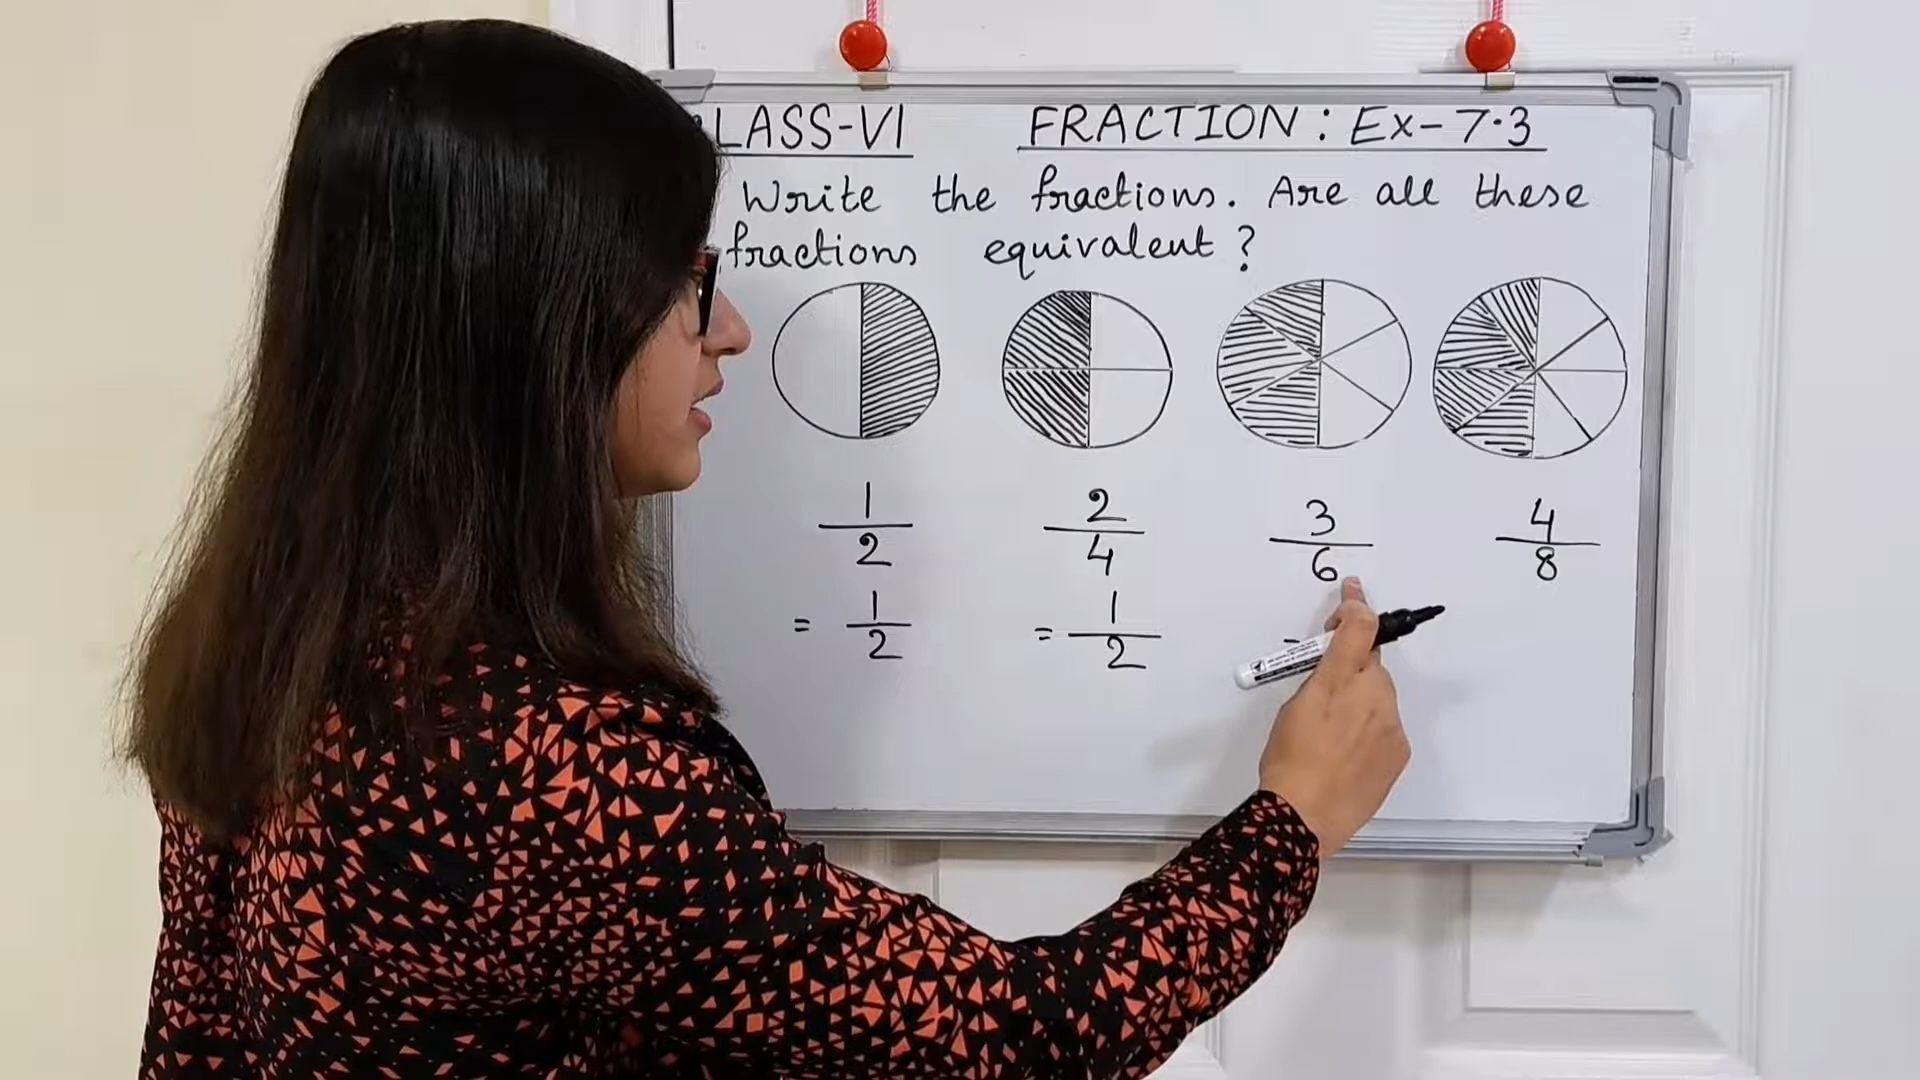 LASS-VI FRACTION : Ex-7.3
Write the fractions. Are all these
fractions equivalent ?
1/2 2/4 3/6 4/8
= 1/2 = 1/2 =